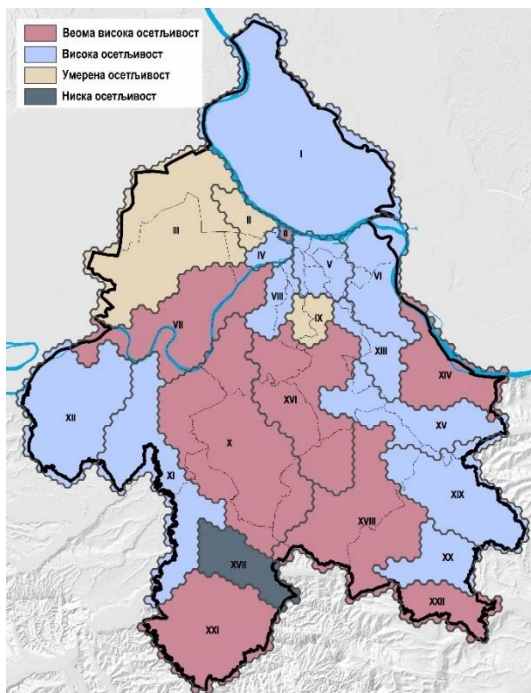 Веома висока осетљивост
Висока осетљивост
Умерена осетљивост
Ниска осетљивост
I
II
III
II
IV
V
VI
VIII
IX
VII
XIII
XIV
XII
XVI
XV
X
XI
XIX
XVIII
XVII
XX
XXII
XXI